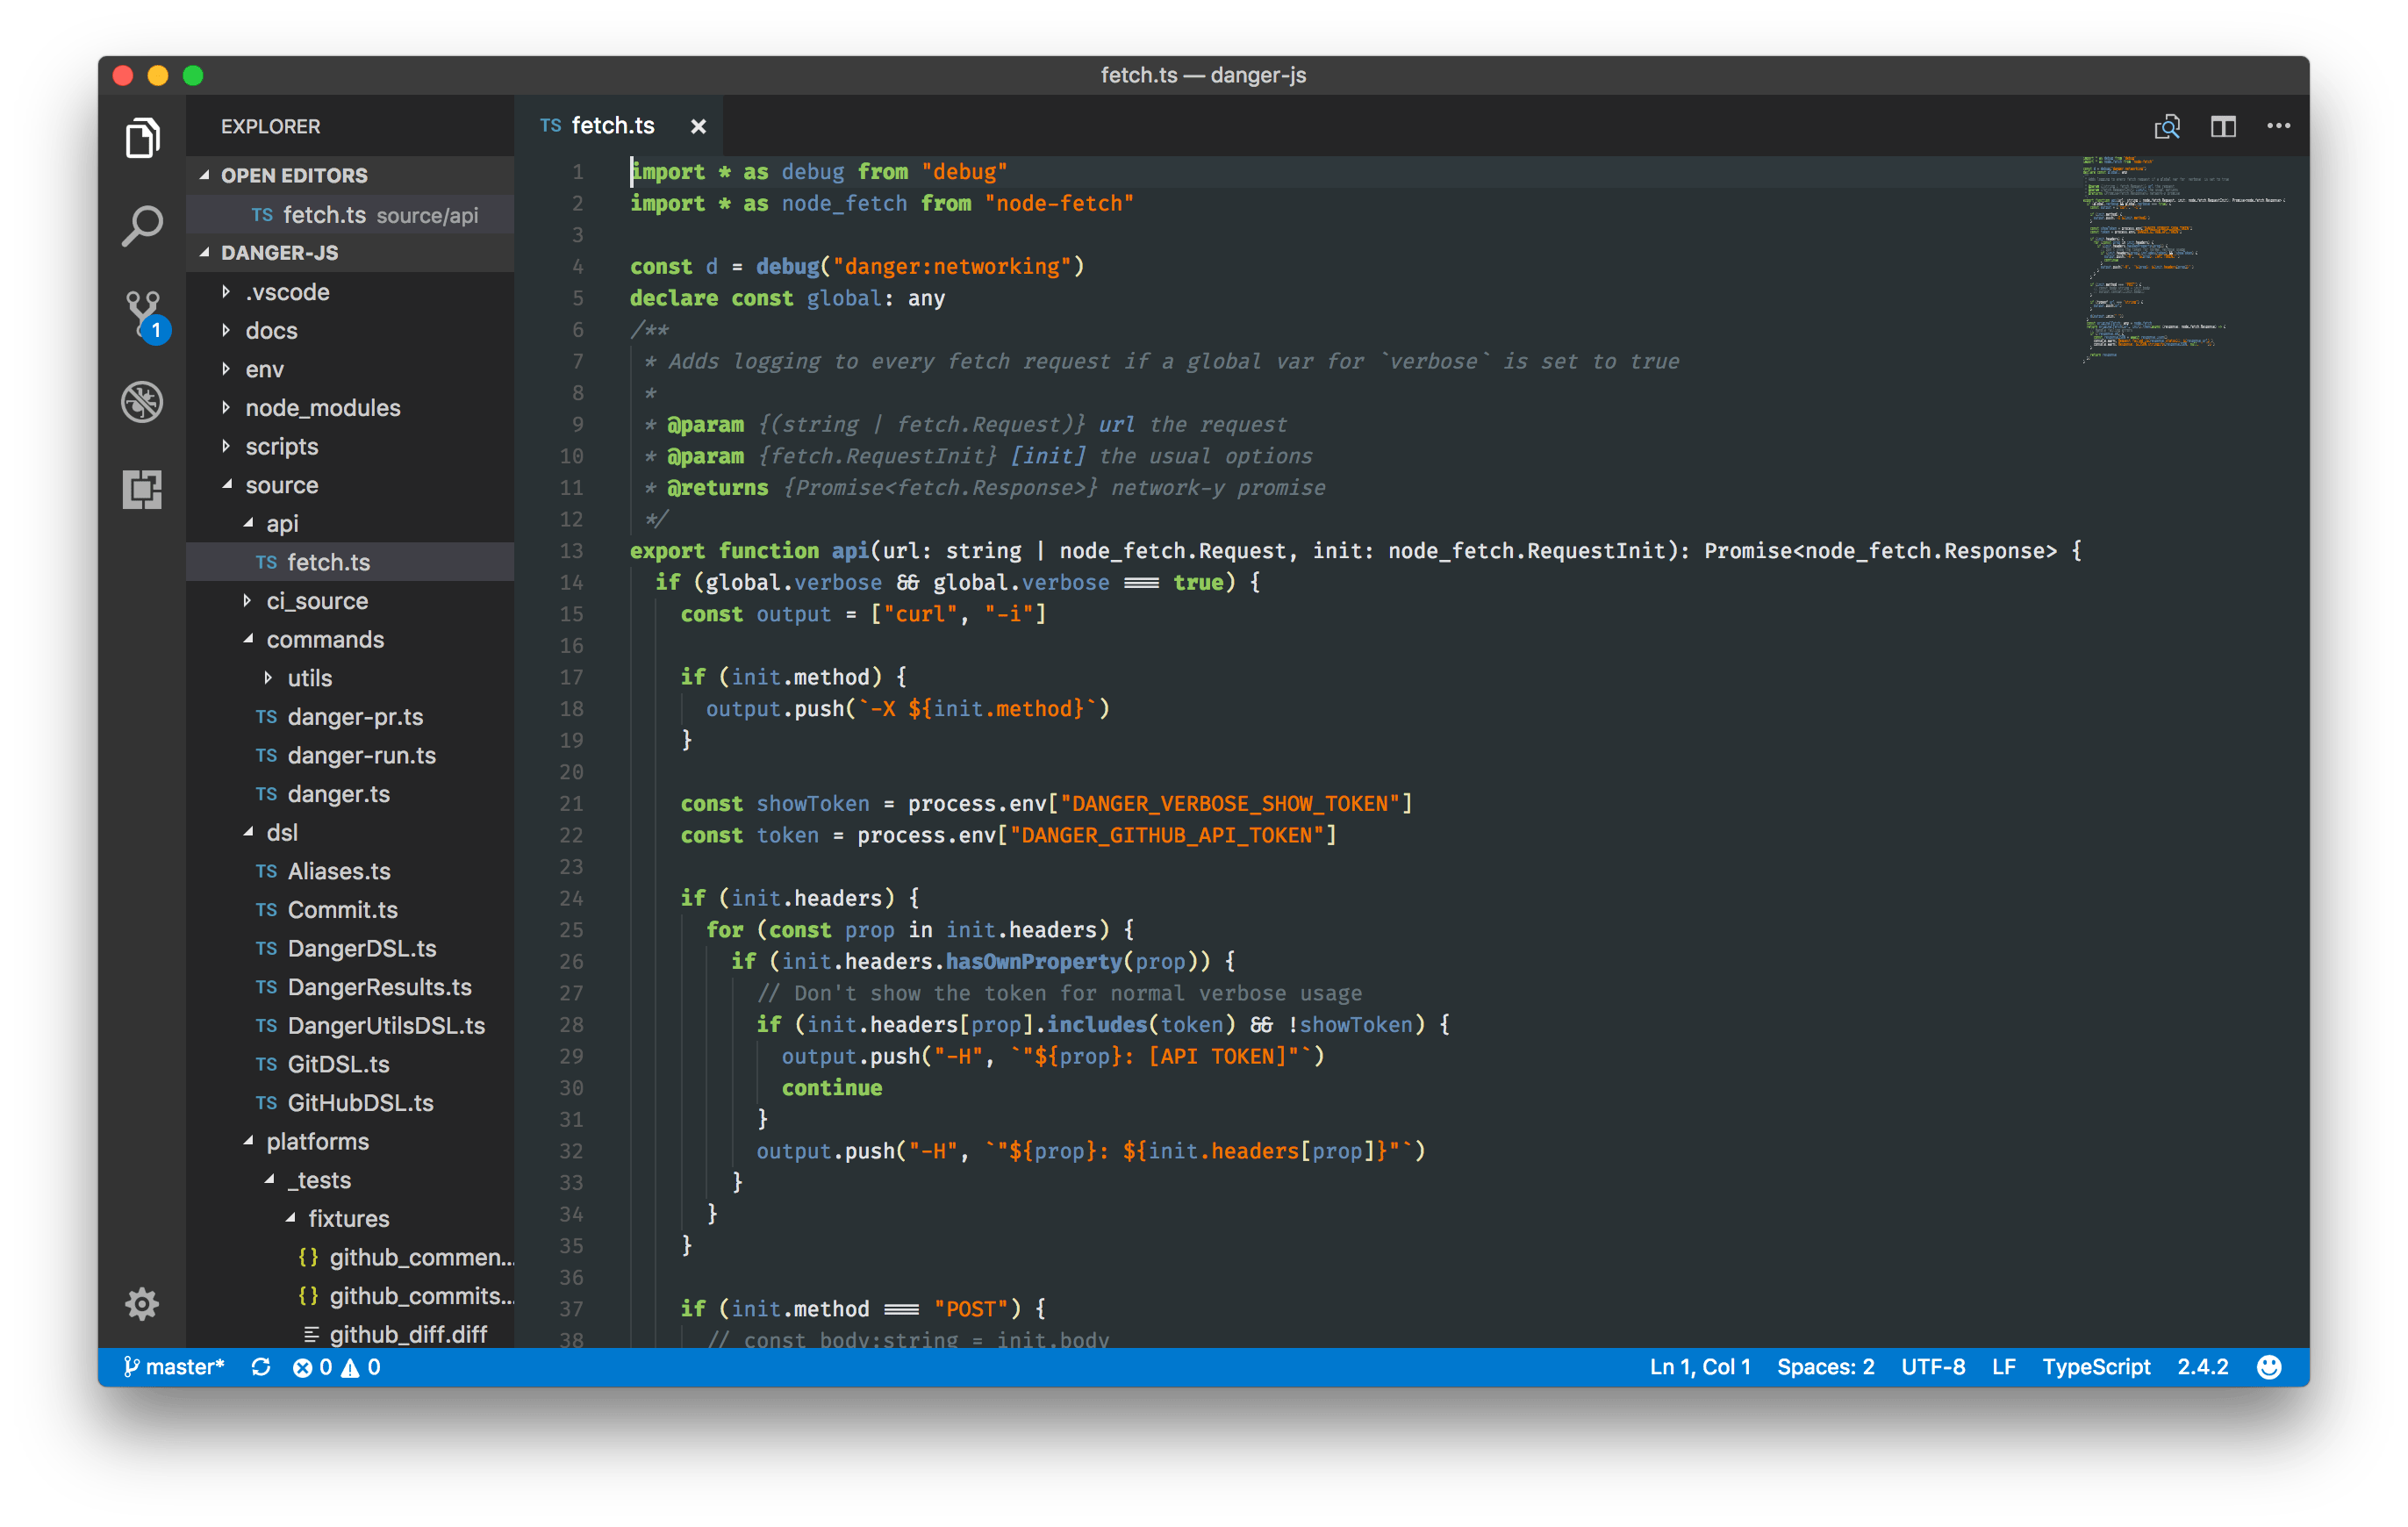 fetch.ts — danger-js
EXPLORER
OPEN EDITORS
TS fetch.ts source/api
DANGER-JS
.vscode
docs
env
node_modules
scripts
source
api
TS fetch.ts
ci_source
commands
utils
TS danger-pr.ts
TS danger-run.ts
TS danger.ts
dsl
TS Aliases.ts
TS Commit.ts
TS DangerDSL.ts
TS DangerResults.ts
TS DangerUtilsDSL.ts
TS GitDSL.ts
TS GitHubDSL.ts
platforms
_tests
fixtures
{} github_commen...
{} github_commits...
github_diff.diff
1
TS fetch.ts ×
1 import * as debug from "debug"
2 import * as node_fetch from "node-fetch"
3
4 const d = debug("danger:networking")
5 declare const global: any
6 /**
7  * Adds logging to every fetch request if a global var for `verbose` is set to true
8  *
9  * @param {(string | fetch.Request)} url the request
10  * @param {fetch.RequestInit} [init] the usual options
11  * @returns {Promise<fetch.Response>} network-y promise
12  */
13 export function api(url: string | node_fetch.Request, init: node_fetch.RequestInit): Promise<node_fetch.Response> {
14   if (global.verbose && global.verbose === true) {
15     const output = ["curl", "-i"]
16
17     if (init.method) {
18       output.push(`-X ${init.method}`)
19     }
20
21     const showToken = process.env["DANGER_VERBOSE_SHOW_TOKEN"]
22     const token = process.env["DANGER_GITHUB_API_TOKEN"]
23
24     if (init.headers) {
25       for (const prop in init.headers) {
26         if (init.headers.hasOwnProperty(prop)) {
27           // Don't show the token for normal verbose usage
28           if (init.headers[prop].includes(token) && !showToken) {
29             output.push("-H", `"${prop}: [API TOKEN]"`)
30             continue
31           }
32           output.push("-H", `"${prop}: ${init.headers[prop]}"`)
33         }
34       }
35     }
36
37     if (init.method === "POST") {
38       // const body:string = init.body
master* 0 0
Ln 1, Col 1 Spaces: 2 UTF-8 LF TypeScript 2.4.2